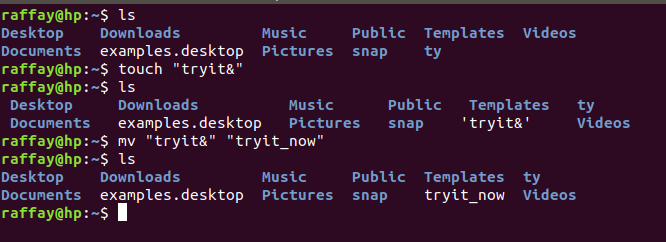 raffay@hp:~$ ls
Desktop    Downloads         Music     Public  Templates  Videos
Documents  examples.desktop  Pictures  snap    ty
raffay@hp:~$ touch "tryit&"
raffay@hp:~$ ls
 Desktop     Downloads          Music      Public   Templates   ty
 Documents   examples.desktop   Pictures   snap    'tryit&'     Videos
raffay@hp:~$ mv "tryit&" "tryit_now"
raffay@hp:~$ ls
Desktop    Downloads         Music     Public  Templates  ty
Documents  examples.desktop  Pictures  snap    tryit_now  Videos
raffay@hp:~$